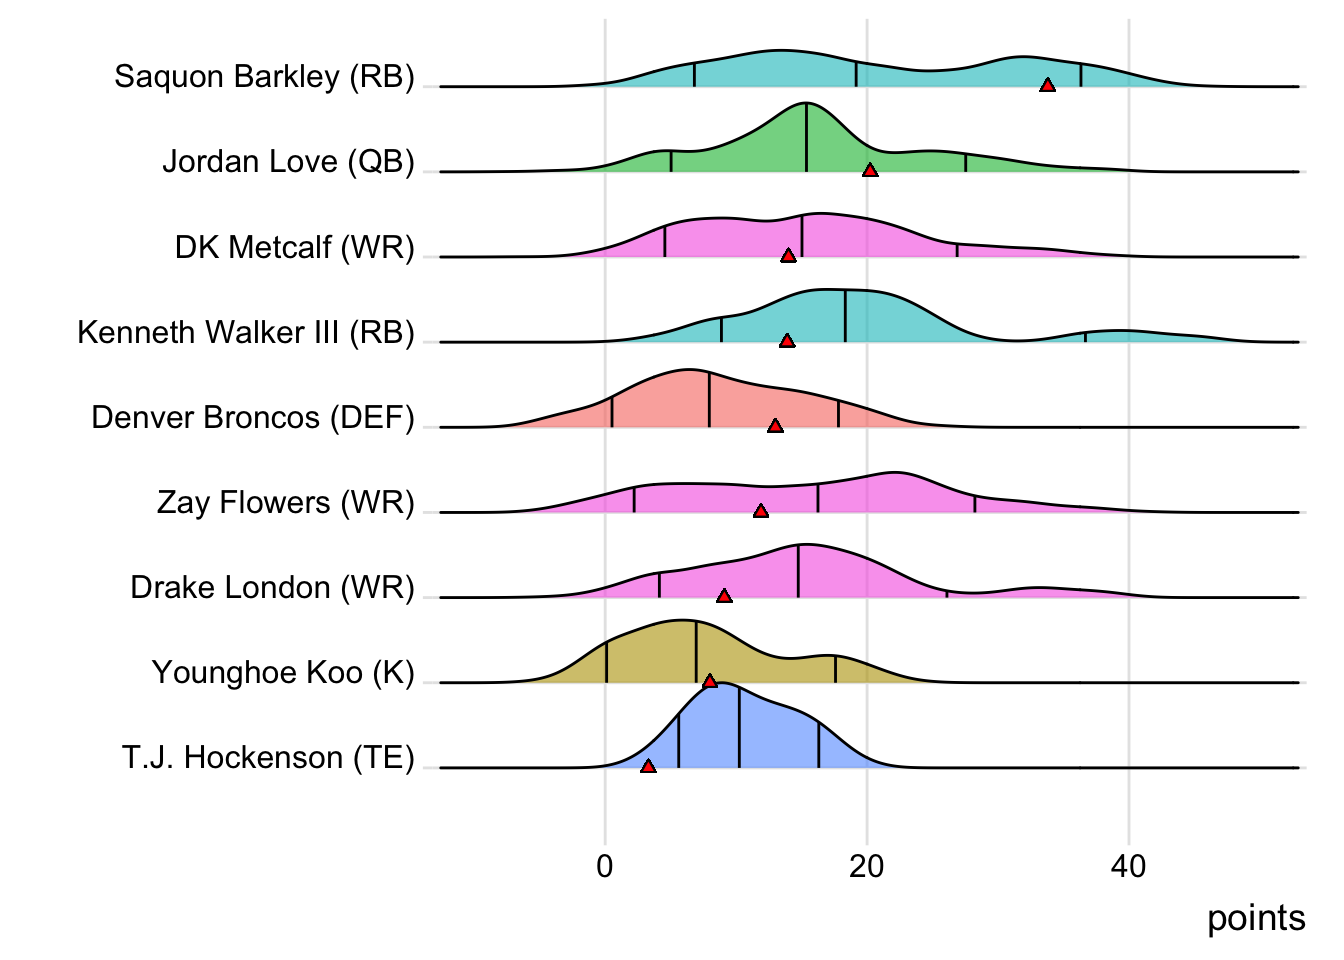 Saquon Barkley (RB)
Jordan Love (QB)
DK Metcalf (WR)
Kenneth Walker III (RB)
Denver Broncos (DEF)
Zay Flowers (WR)
Drake London (WR)
Younghoe Koo (K)
T.J. Hockenson (TE)
0 20 40
points